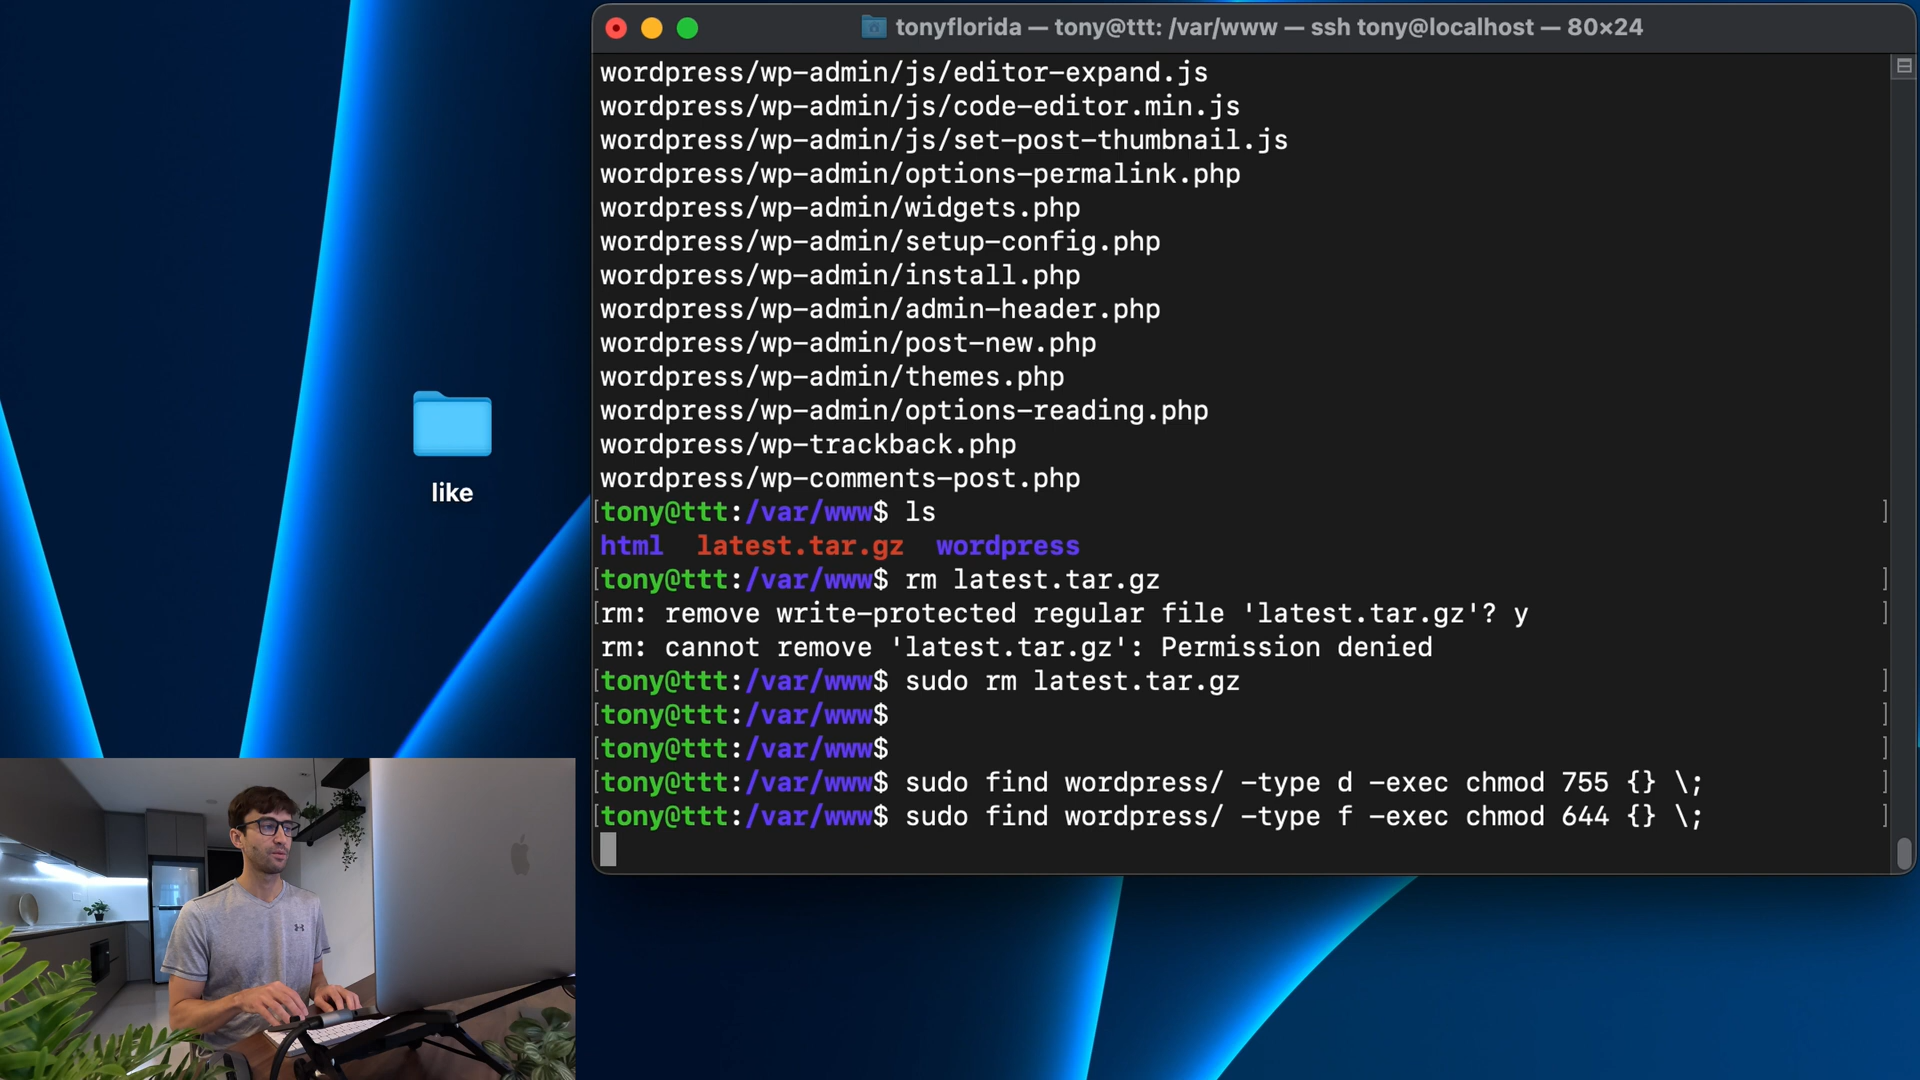 tonyflorida — tony@ttt: /var/www — ssh tony@localhost — 80×24
wordpress/wp-admin/js/editor-expand.js
wordpress/wp-admin/js/code-editor.min.js
wordpress/wp-admin/js/set-post-thumbnail.js
wordpress/wp-admin/options-permalink.php
wordpress/wp-admin/widgets.php
wordpress/wp-admin/setup-config.php
wordpress/wp-admin/install.php
wordpress/wp-admin/admin-header.php
wordpress/wp-admin/post-new.php
wordpress/wp-admin/themes.php
wordpress/wp-admin/options-reading.php
wordpress/wp-trackback.php
wordpress/wp-comments-post.php
[tony@ttt:/var/www$ ls ]
html latest.tar.gz wordpress
[tony@ttt:/var/www$ rm latest.tar.gz ]
[rm: remove write-protected regular file 'latest.tar.gz'? y ]
rm: cannot remove 'latest.tar.gz': Permission denied
[tony@ttt:/var/www$ sudo rm latest.tar.gz ]
[tony@ttt:/var/www$ ]
[tony@ttt:/var/www$ ]
[tony@ttt:/var/www$ sudo find wordpress/ -type d -exec chmod 755 {} \; ]
[tony@ttt:/var/www$ sudo find wordpress/ -type f -exec chmod 644 {} \; ]
like